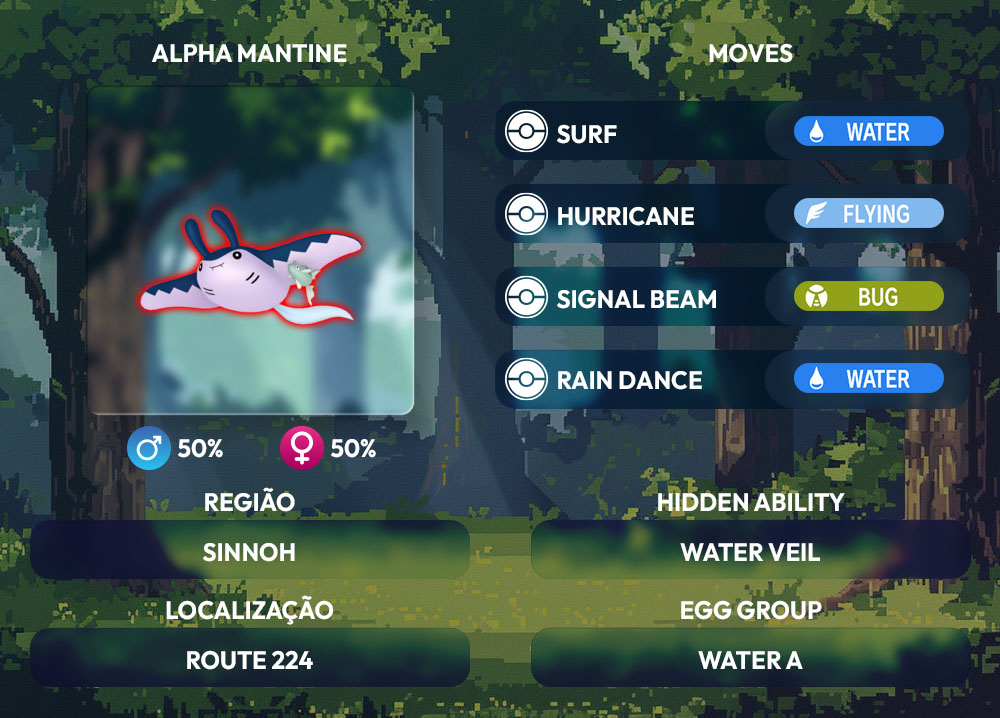 ALPHA MANTINE
50%
50%
REGIÃO
SINNOH
LOCALIZAÇÃO
ROUTE 224
MOVES
SURF WATER
HURRICANE FLYING
SIGNAL BEAM BUG
RAIN DANCE WATER
HIDDEN ABILITY
WATER VEIL
EGG GROUP
WATER A